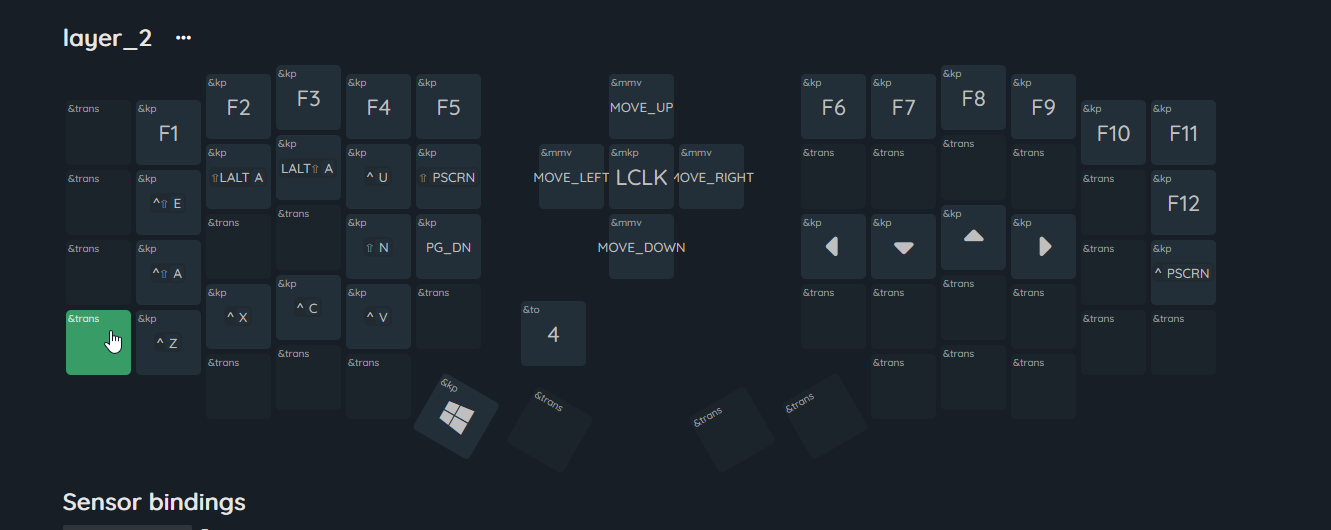 layer_2 •••
&kp &kp
&kp F3 &kp &kp &mmv &kp &kp F8 &kp
F2 F4 F5 MOVE_UP F6 F7 F9
&trans &kp &kp &kp
F1 F10 F11
&kp &kp &kp &kp &mmv &mkp &mmv &trans &trans &trans &trans
⇧LALT A LALT⇧ A ^ U ⇧ PSCRN MOVE_LEFT LCLK MOVE_RIGHT
&trans &kp &trans &kp
^⇧ E F12
&trans &trans &kp &kp &mmv &kp &kp &kp &kp
⇧ N PG_DN MOVE_DOWN
&trans &kp &trans &kp
^⇧ A ^ PSCRN
&kp &kp &kp &trans &trans &trans &trans &trans
^ X ^ C ^ V
&to
4
&trans &kp &trans &trans
^ Z
&trans &trans &trans &trans &trans &trans
&kp &trans &trans &trans
Sensor bindings